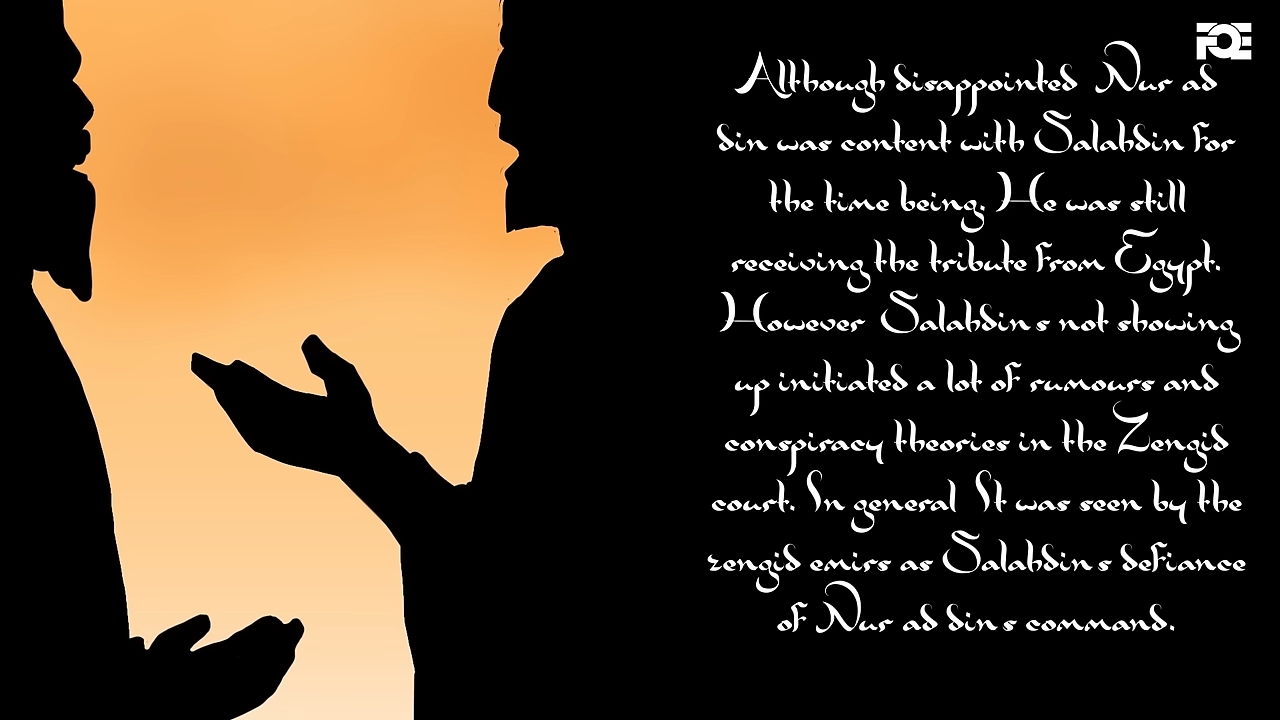 FOE
Although disappointed Nur ad
din was content with Salahdin for
the time being. He was still
receiving the tribute from Egypt.
However Salahdin s not showing
up initiated a lot of rumours and
conspiracy theories in the Zengid
court. In general It was seen by the
zengid emirs as Salahdin s defiance
of Nur ad din s command.